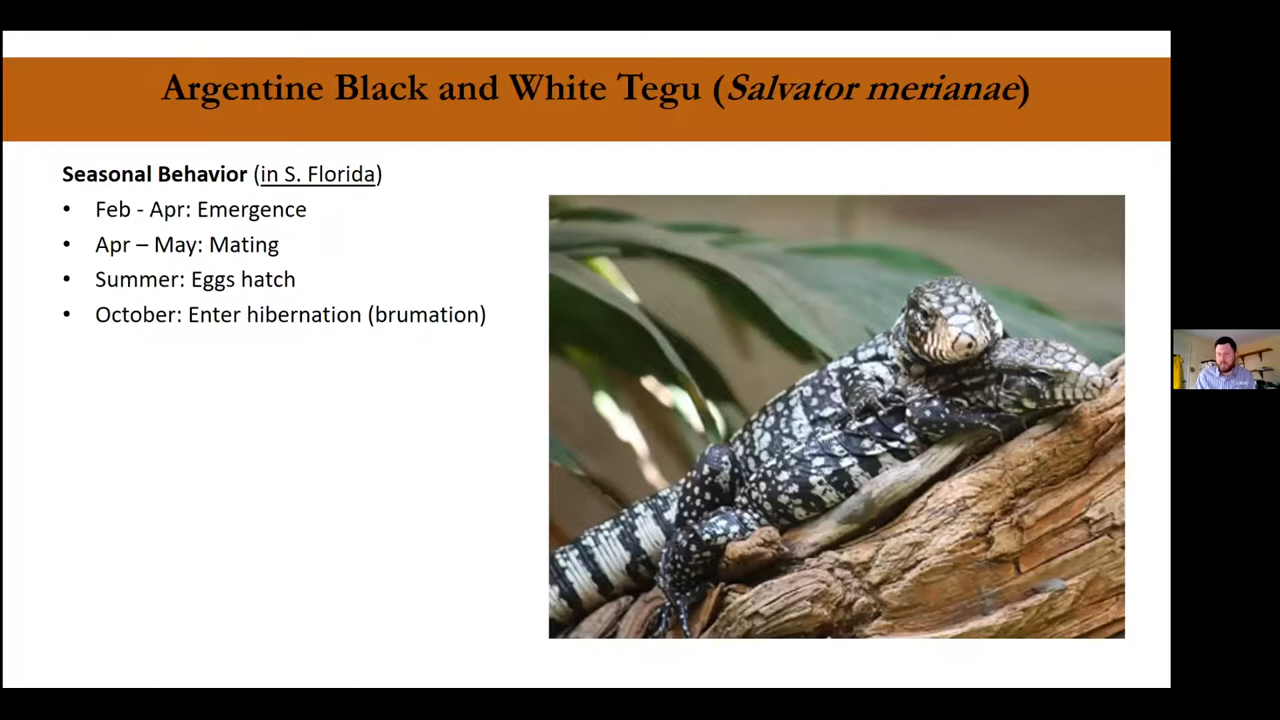 Argentine Black and White Tegu (Salvator merianae)
Seasonal Behavior (in S. Florida)
• Feb - Apr: Emergence
• Apr – May: Mating
• Summer: Eggs hatch
• October: Enter hibernation (brumation)